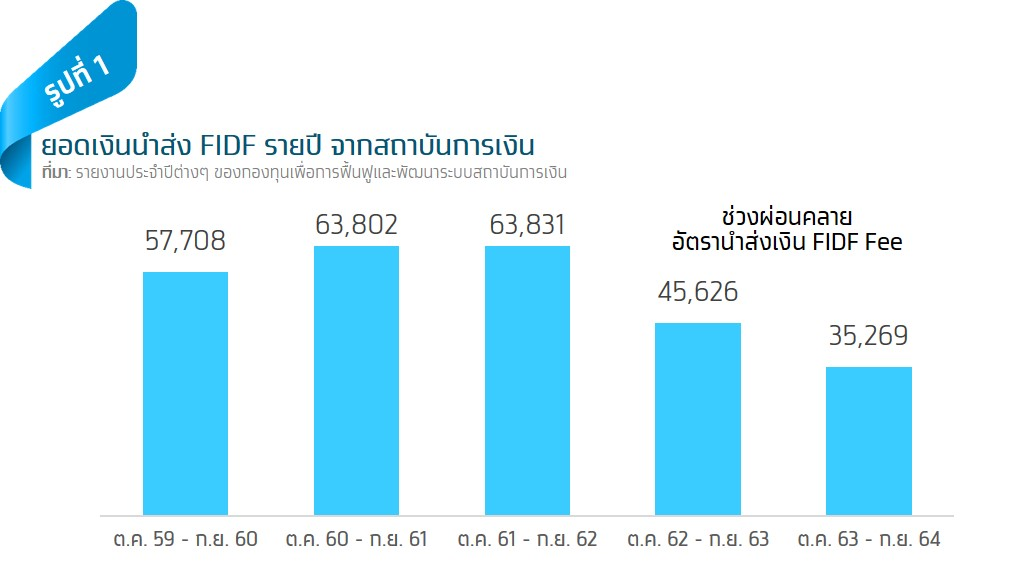 รูปที่ 1
ยอดเงินนำส่ง FIDF รายปี จากสถาบันการเงิน
ที่มา: รายงานประจำปีต่างๆ ของกองทุนเพื่อการฟื้นฟูและพัฒนาระบบสถาบันการเงิน
ช่วงผ่อนคลาย
อัตรานำส่งเงิน FIDF Fee
57,708
63,802
63,831
45,626
35,269
ต.ค. 59 - ก.ย. 60
ต.ค. 60 - ก.ย. 61
ต.ค. 61 - ก.ย. 62
ต.ค. 62 - ก.ย. 63
ต.ค. 63 - ก.ย. 64